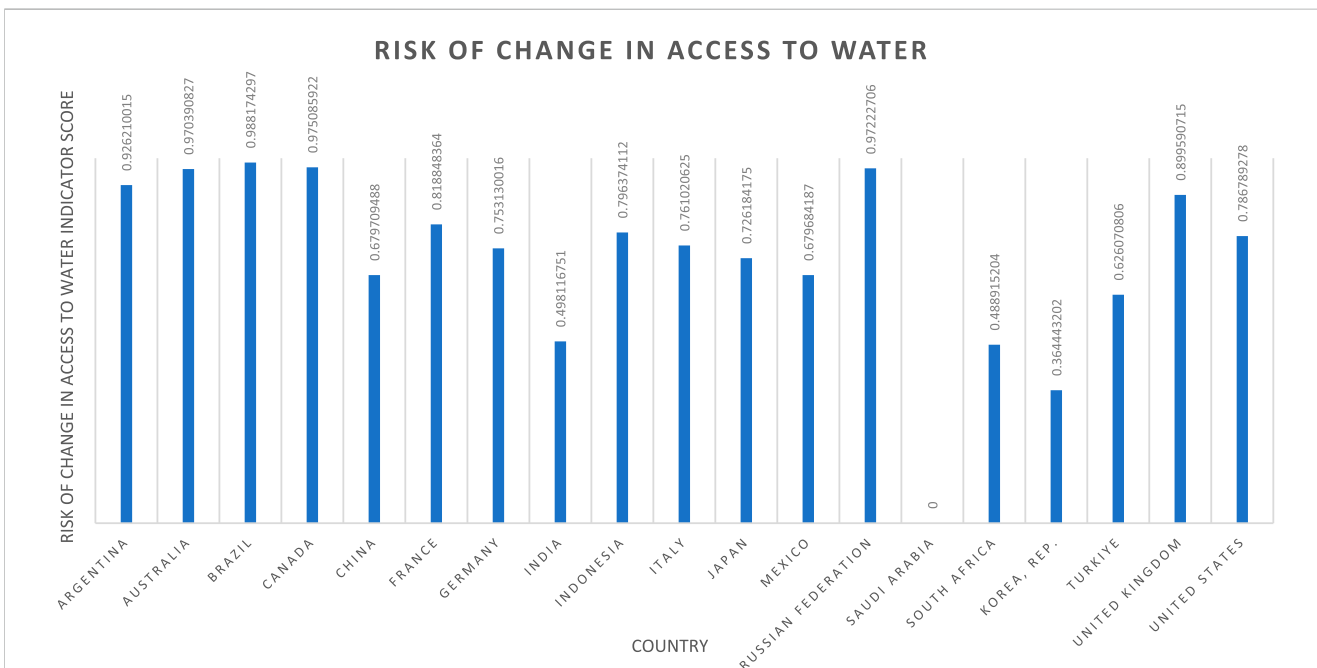 RISK OF CHANGE IN ACCESS TO WATER
RISK OF CHANGE IN ACCESS TO WATER INDICATOR SCORE
0.926210015
0.970390827
0.988174297
0.975085922
0.679709488
0.818848364
0.753130016
0.498116751
0.796374112
0.761020625
0.726184175
0.679684187
0.97222706
0
0.488915204
0.364443202
0.626070806
0.899590715
0.786789278
ARGENTINA
AUSTRALIA
BRAZIL
CANADA
CHINA
FRANCE
GERMANY
INDIA
INDONESIA
ITALY
JAPAN
MEXICO
RUSSIAN FEDERATION
SAUDI ARABIA
SOUTH AFRICA
KOREA, REP.
TURKIYE
UNITED KINGDOM
UNITED STATES
COUNTRY